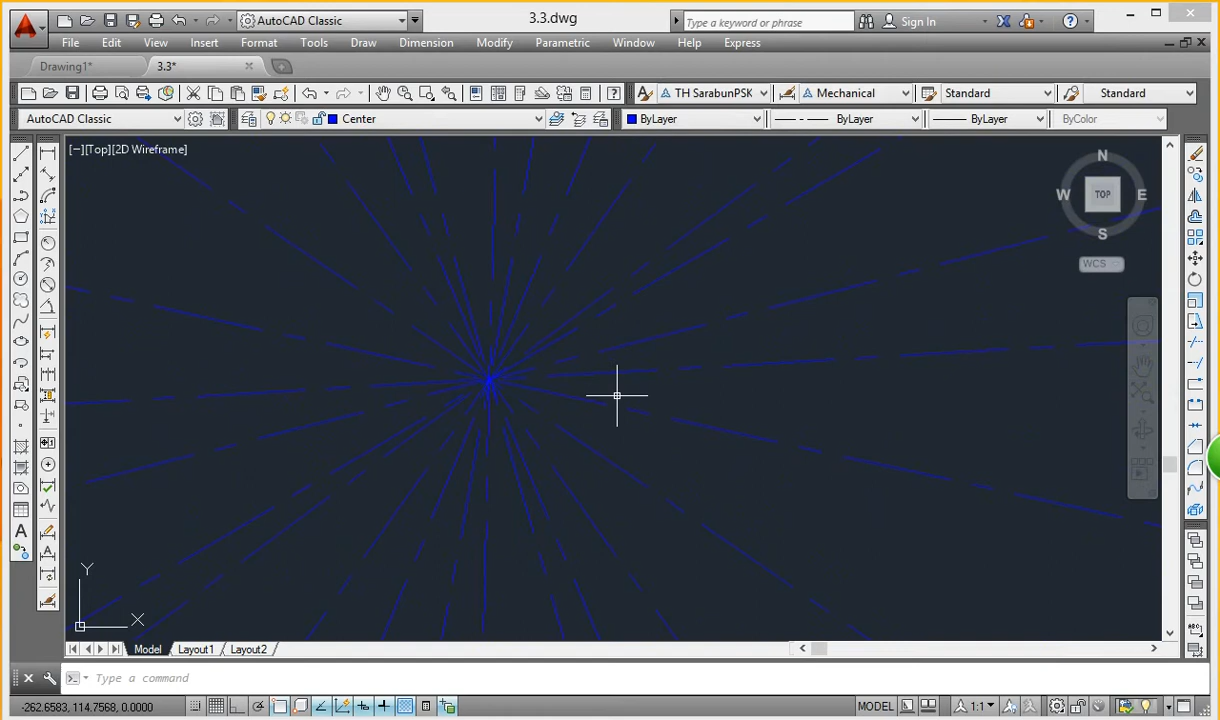 AutoCAD Classic
3.3.dwg
Type a keyword or phrase
Sign In
File Edit View Insert Format Tools Draw Dimension Modify Parametric Window Help Express
Drawing1*
3.3*
TH SarabunPSK
Mechanical
Standard
Standard
AutoCAD Classic
Center
ByLayer
ByLayer
ByLayer
ByColor
[−][Top][2D Wireframe]
N
W
TOP
E
S
WCS
Y
X
Model Layout1 Layout2
Type a command
-262.6583, 114.7568, 0.0000
MODEL
1:1